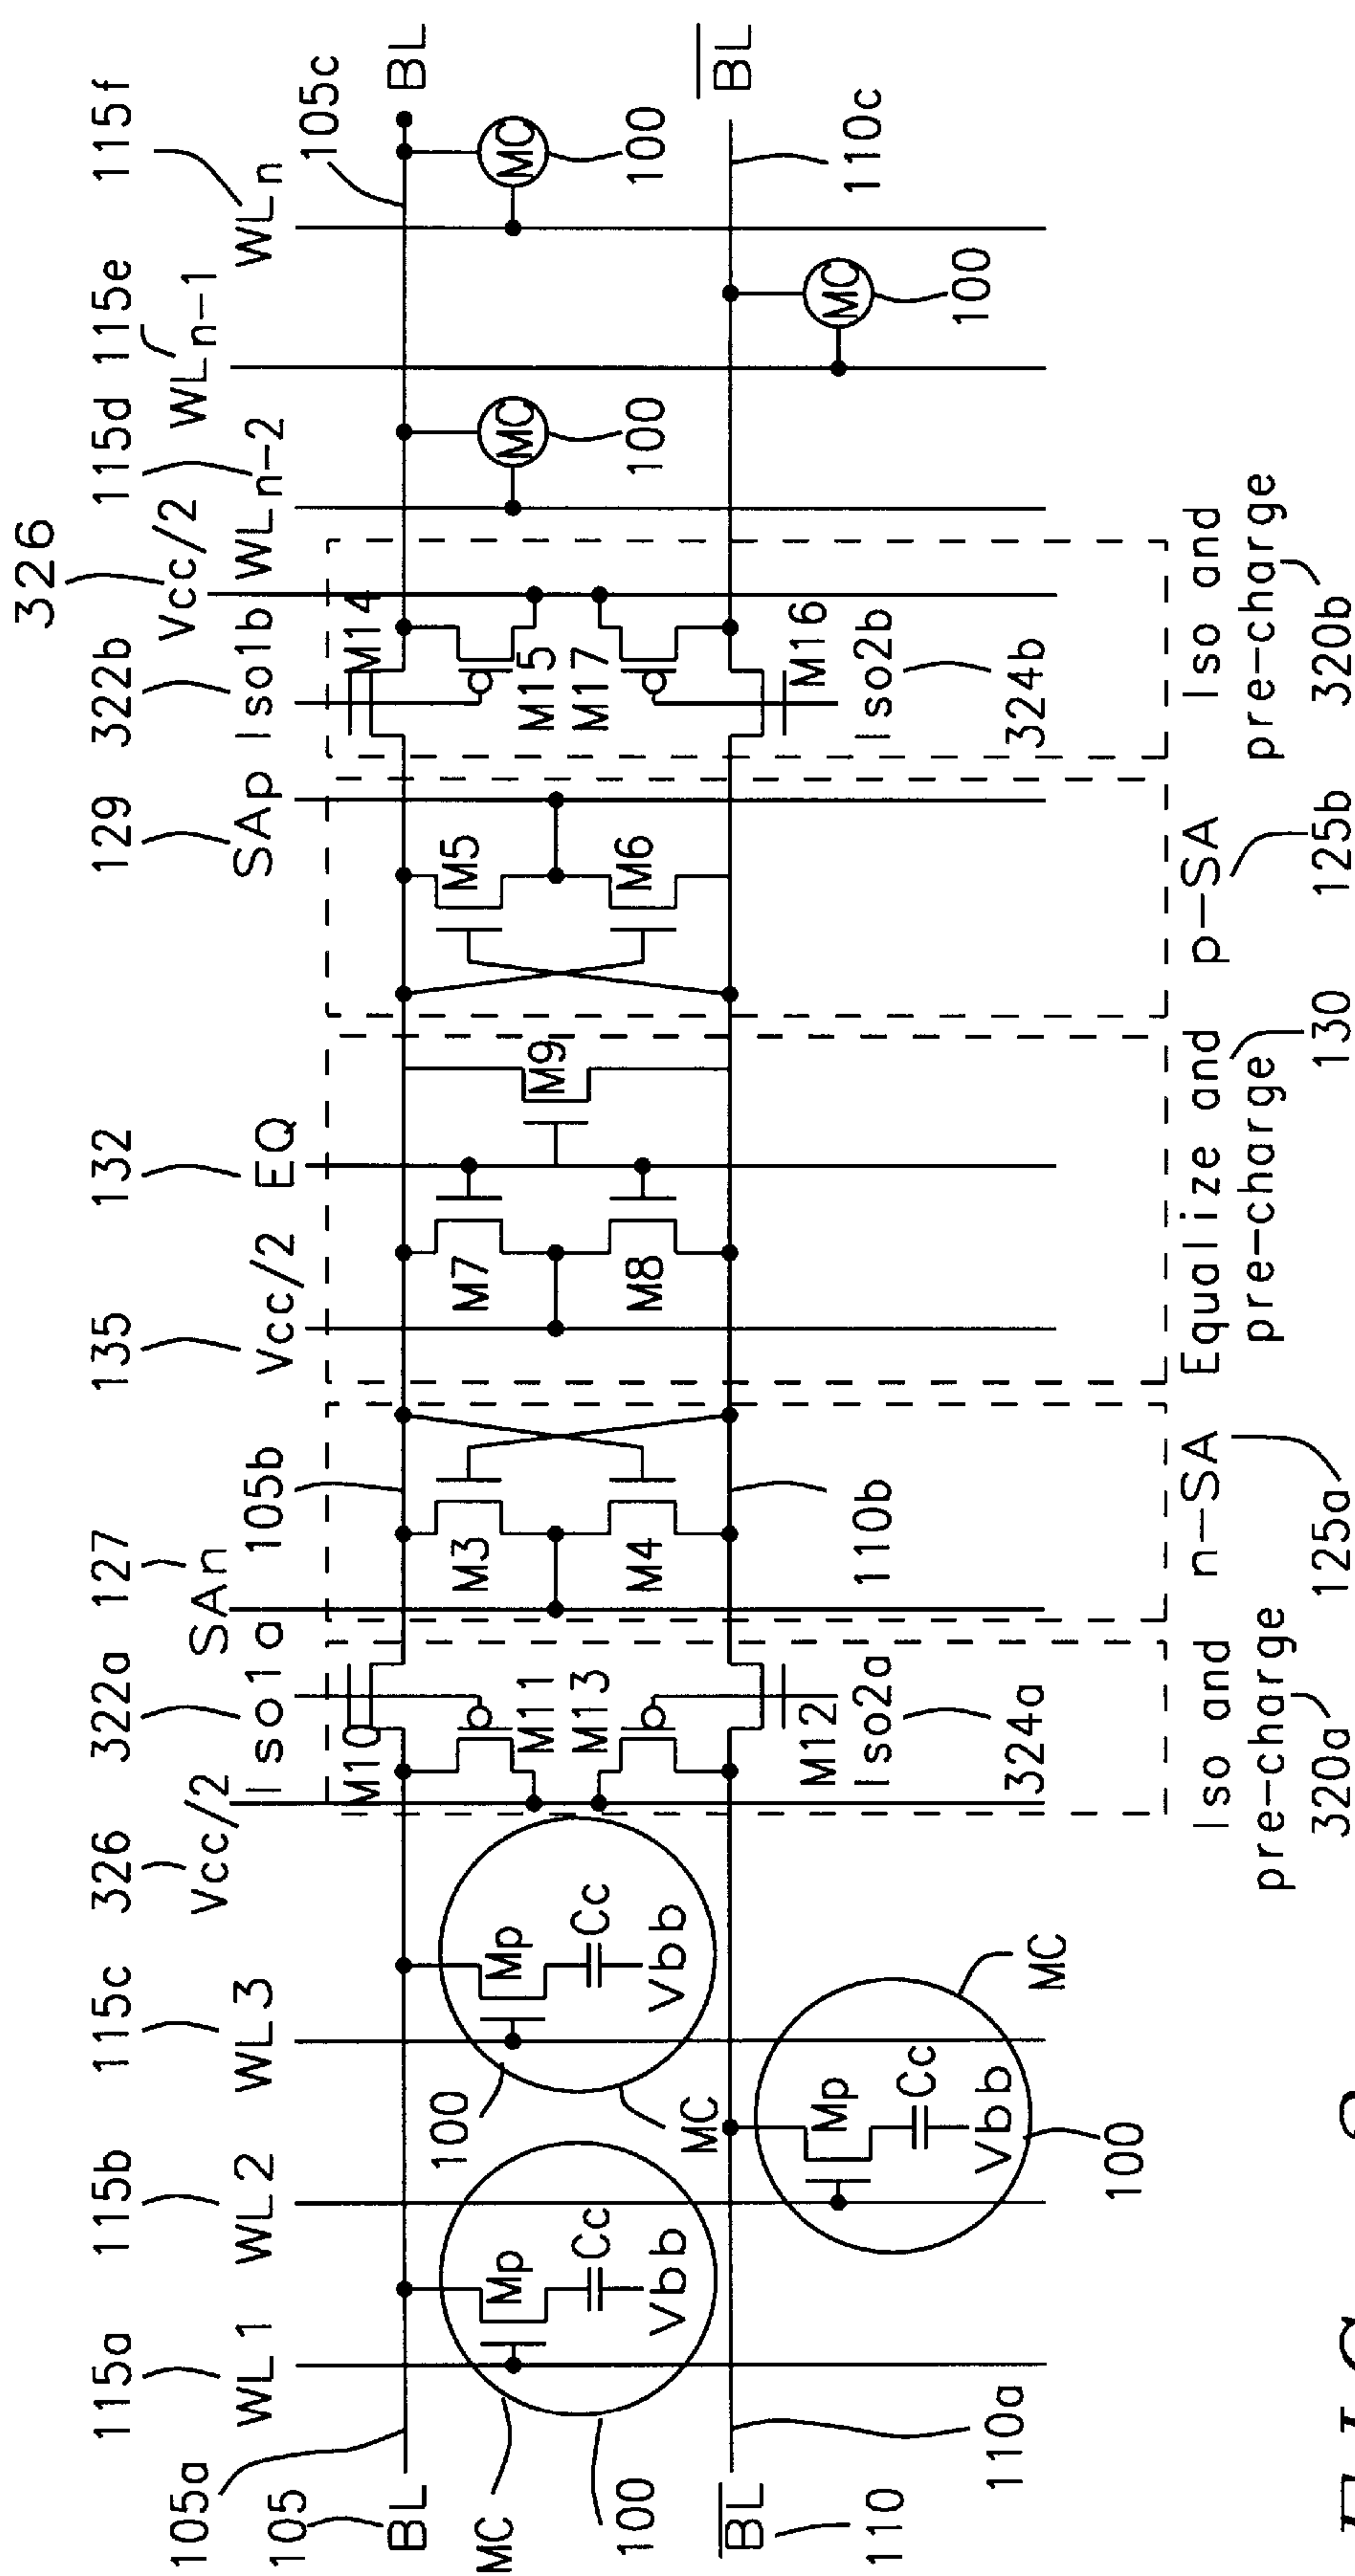 326
115a 115b 115c 326 322a 127 135 132 129 322b 115d 115e 115f
WL1 WL2 WL3 Vcc/2 Iso1a SAn Vcc/2 EQ SAp Iso1b Vcc/2 WLn-2 WLn-1 WLn
105a 105b 105c
105
BL BL
M10 M14
MC Mp Cc Vbb
100
100 Mp Cc Vbb
MC
M11
M13
M3
M4
M7
M8
M9
M5
M6
M15
M17
MC 100
MC 100
BL BL
110
110a 110b 110c
Mp Cc Vbb
MC
100
M12 M16
Iso2a Iso2b
324a 324b
MC 100
Iso and
pre-charge
320a
n-SA
125a
Equalize and
pre-charge
130
p-SA
125b
Iso and
pre-charge
320b